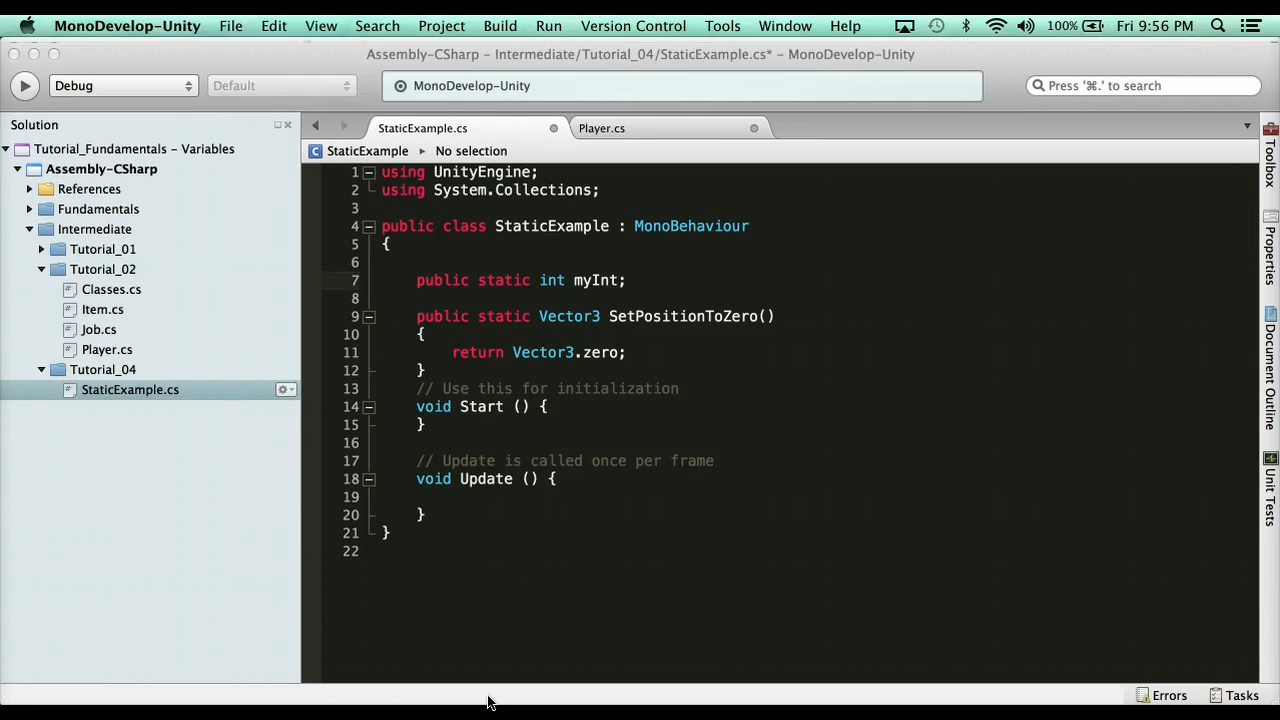 MonoDevelop-Unity File Edit View Search Project Build Run Version Control Tools Window Help 100% Fri 9:56 PM
Assembly-CSharp – Intermediate/Tutorial_04/StaticExample.cs* – MonoDevelop-Unity
Debug Default MonoDevelop-Unity Press '⌘.' to search
Solution
Tutorial_Fundamentals – Variables
Assembly-CSharp
References
Fundamentals
Intermediate
Tutorial_01
Tutorial_02
Classes.cs
Item.cs
Job.cs
Player.cs
Tutorial_04
StaticExample.cs
StaticExample.cs Player.cs
StaticExample No selection
1 using UnityEngine;
2 using System.Collections;
3
4 public class StaticExample : MonoBehaviour
5 {
6
7 public static int myInt;
8
9 public static Vector3 SetPositionToZero()
10 {
11 return Vector3.zero;
12 }
13 // Use this for initialization
14 void Start () {
15 }
16
17 // Update is called once per frame
18 void Update () {
19
20 }
21 }
22
Toolbox
Properties
Document Outline
Unit Tests
Errors Tasks